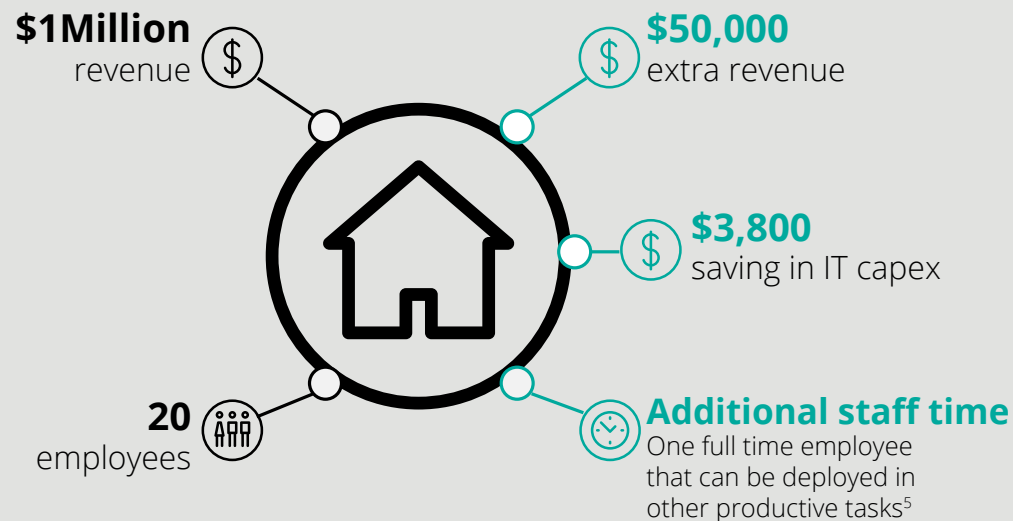 $1Million
revenue
$50,000
extra revenue
$3,800
saving in IT capex
20
employees
Additional staff time
One full time employee
that can be deployed in
other productive tasks⁵